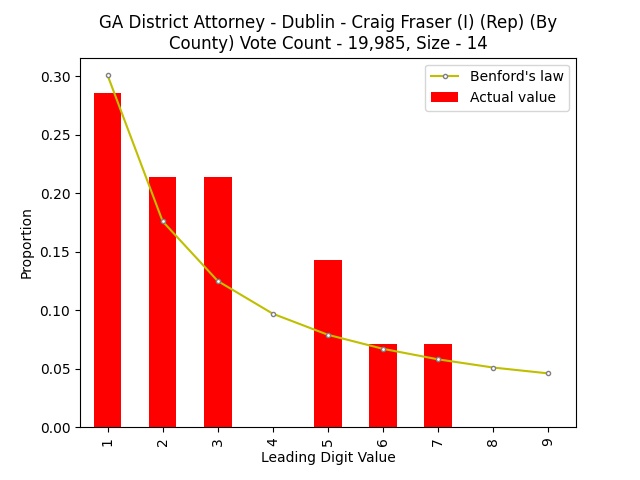 GA District Attorney - Dublin - Craig Fraser (I) (Rep) (By
County) Vote Count - 19,985, Size - 14
Benford's law
Actual value
0.30
0.25
0.20
0.15
0.10
0.05
0.00
Proportion
1 2 3 4 5 6 7 8 9
Leading Digit Value